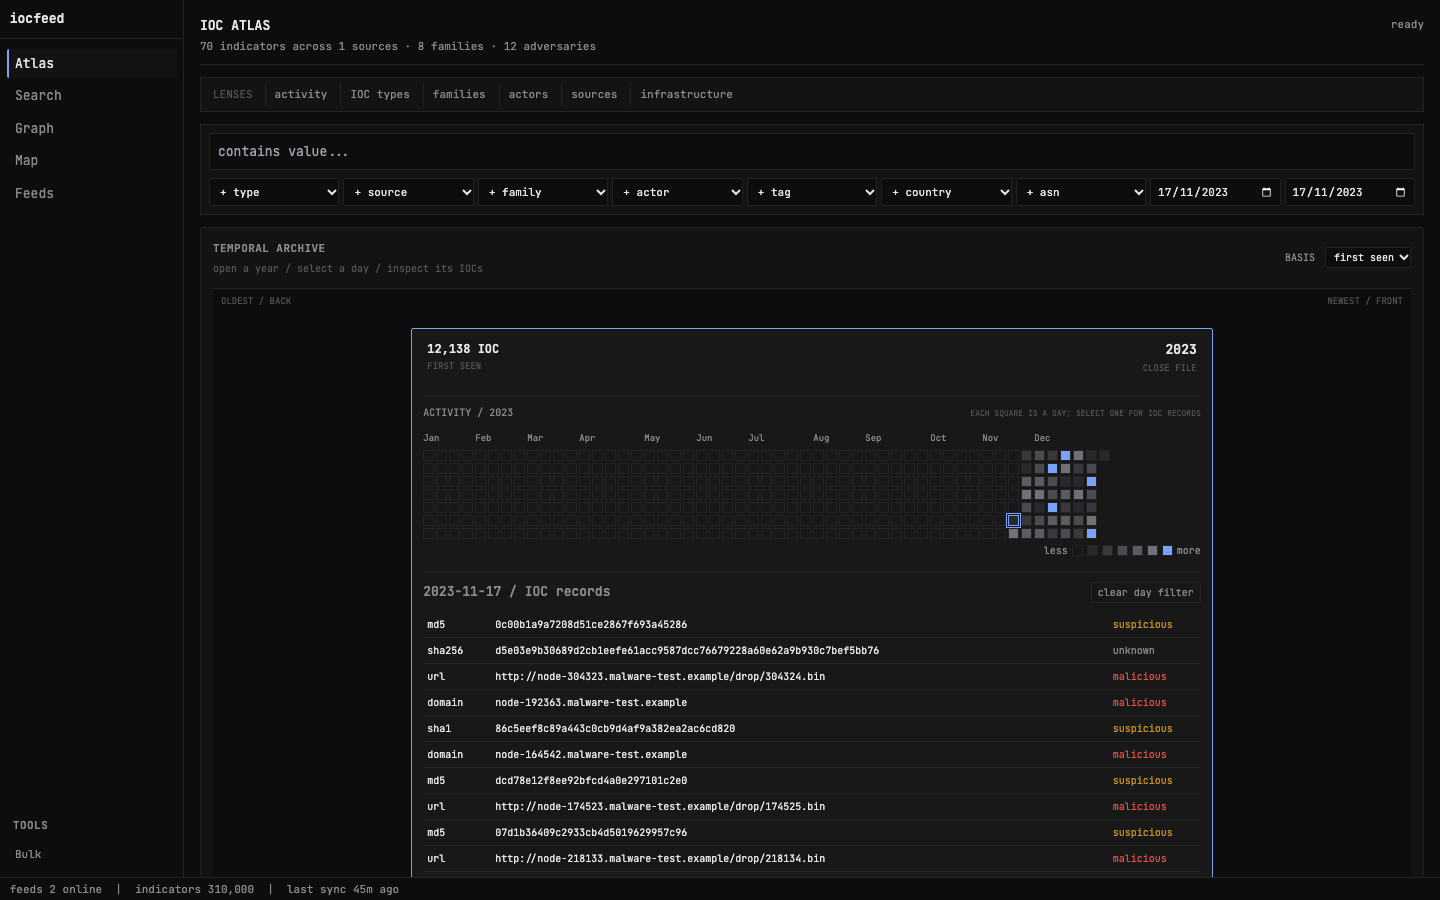 iocfeed
Atlas
Search
Graph
Map
Feeds
TOOLS
Bulk
IOC ATLAS
ready
70 indicators across 1 sources · 8 families · 12 adversaries
LENSES activity IOC types families actors sources infrastructure
contains value...
+ type + source + family + actor + tag + country + asn 17/11/2023 17/11/2023
TEMPORAL ARCHIVE
open a year / select a day / inspect its IOCs
BASIS first seen
OLDEST / BACK NEWEST / FRONT
12,138 IOC 2023
FIRST SEEN CLOSE FILE
ACTIVITY / 2023 EACH SQUARE IS A DAY; SELECT ONE FOR IOC RECORDS
Jan Feb Mar Apr May Jun Jul Aug Sep Oct Nov Dec
less more
2023-11-17 / IOC records clear day filter
md5 0c00b1a9a7208d51ce2867f693a45286 suspicious
sha256 d5e03e9b30689d2cb1eefe61acc9587dcc76679228a60e62a9b930c7bef5bb76 unknown
url http://node-304323.malware-test.example/drop/304324.bin malicious
domain node-192363.malware-test.example malicious
sha1 86c5eef8c89a443c0cb9d4af9a382ea2ac6cd820 suspicious
domain node-164542.malware-test.example malicious
md5 dcd78e12f8ee92bfcd4a0e297101c2e0 suspicious
url http://node-174523.malware-test.example/drop/174525.bin malicious
md5 07d1b36409c2933cb4d5019629957c96 suspicious
url http://node-218133.malware-test.example/drop/218134.bin malicious
feeds 2 online | indicators 310,000 | last sync 45m ago